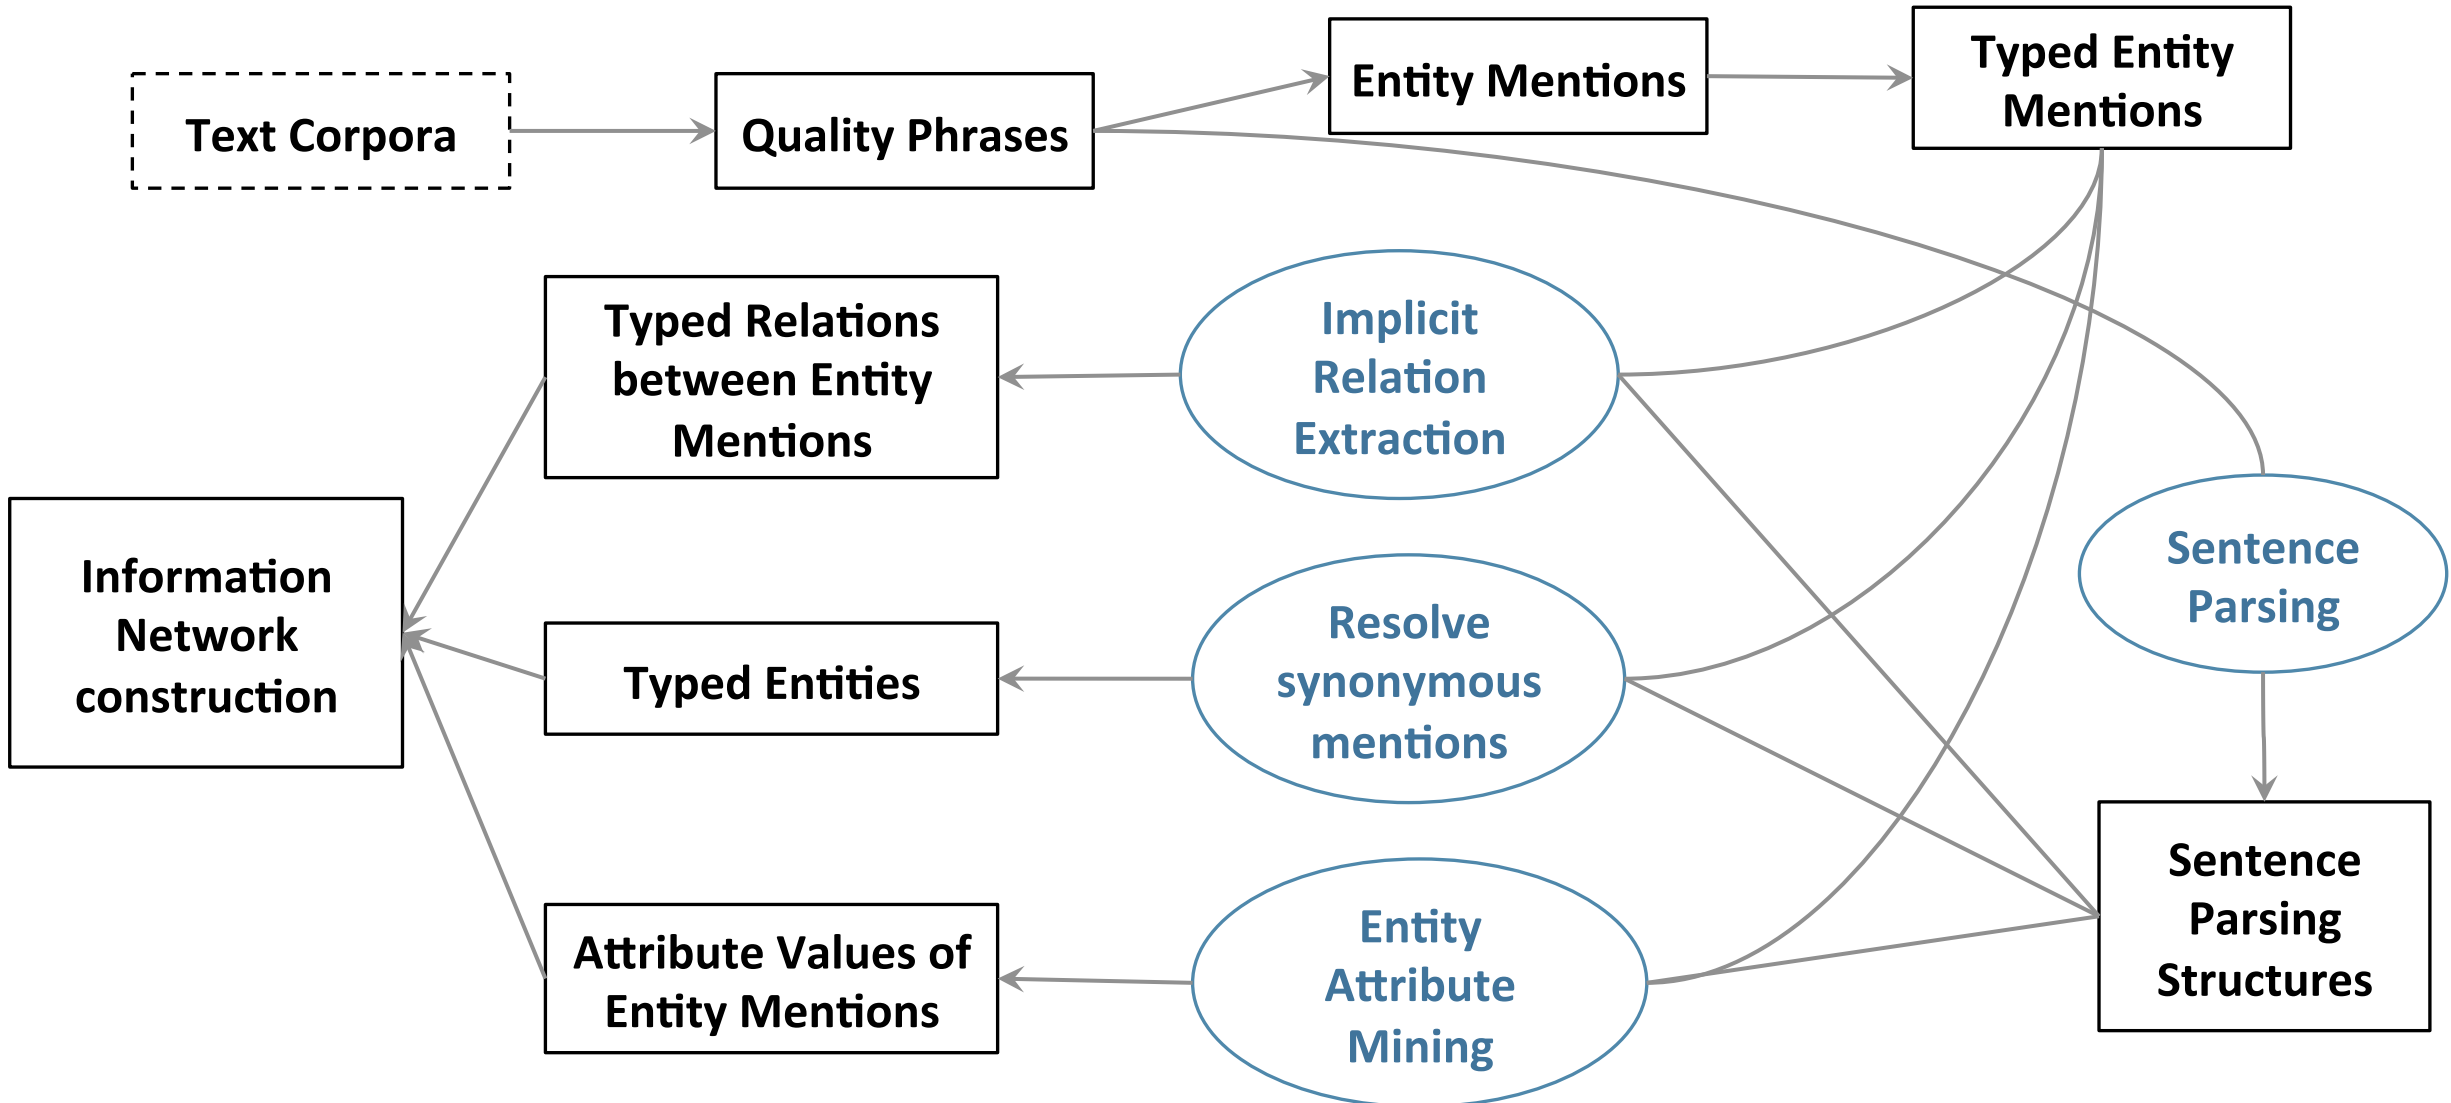 Text Corpora
Quality Phrases
Entity Mentions
Typed Entity
Mentions
Typed Relations
between Entity
Mentions
Implicit
Relation
Extraction
Information
Network
construction
Typed Entities
Resolve
synonymous
mentions
Sentence
Parsing
Attribute Values of
Entity Mentions
Entity
Attribute
Mining
Sentence
Parsing
Structures